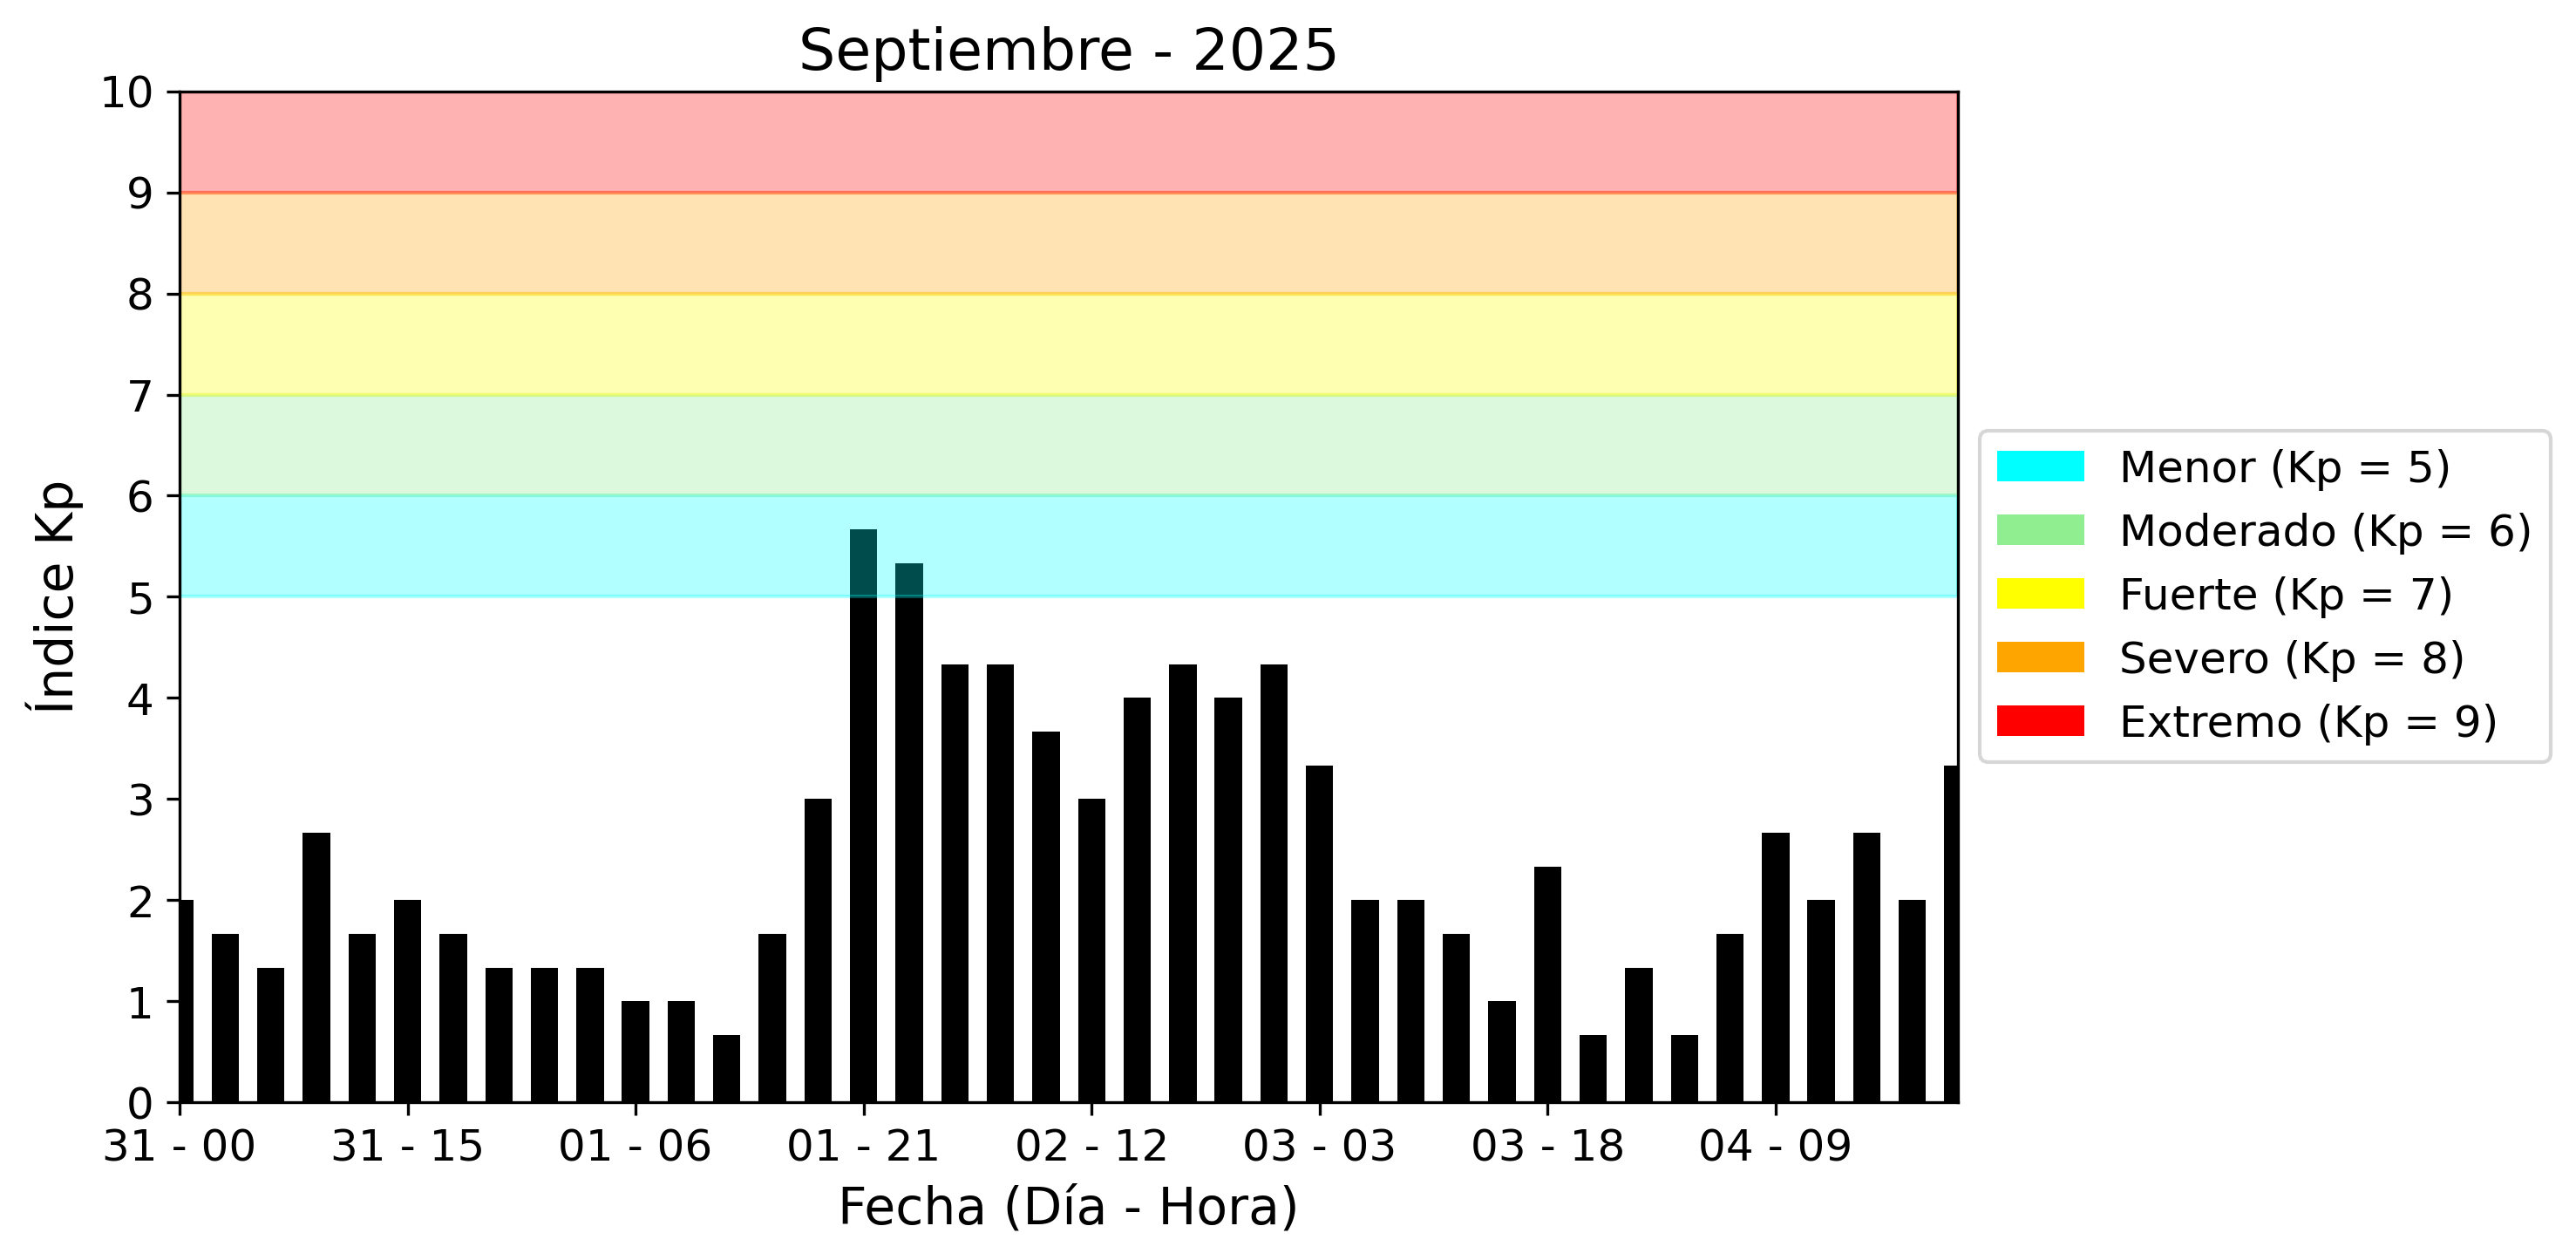 Septiembre - 2025
10
9
8
7
6
5
4
3
2
1
0
Índice Kp
31 - 00
31 - 15
01 - 06
01 - 21
02 - 12
03 - 03
03 - 18
04 - 09
Fecha (Día - Hora)
Menor (Kp = 5)
Moderado (Kp = 6)
Fuerte (Kp = 7)
Severo (Kp = 8)
Extremo (Kp = 9)